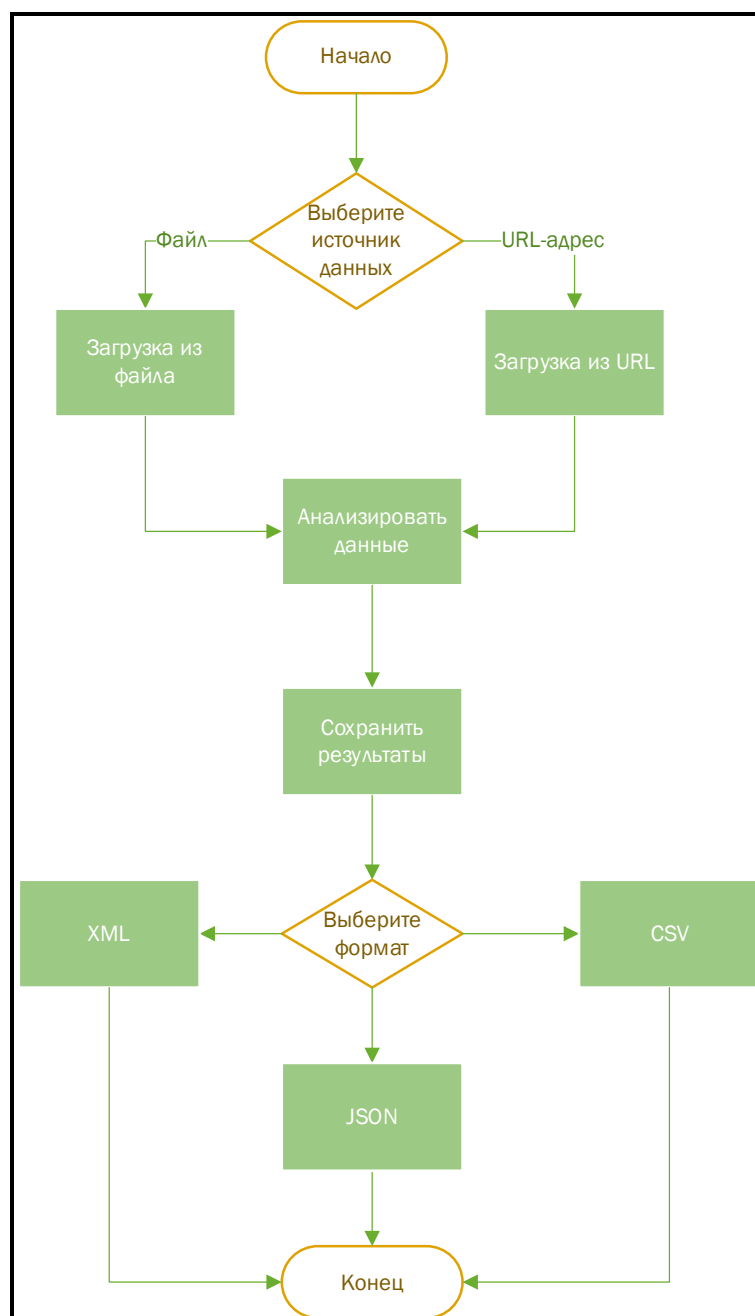 Начало
Выберите
источник
данных
Файл
URL-адрес
Загрузка из
файла
Загрузка из URL
Анализировать
данные
Сохранить
результаты
XML
Выберите
формат
CSV
JSON
Конец